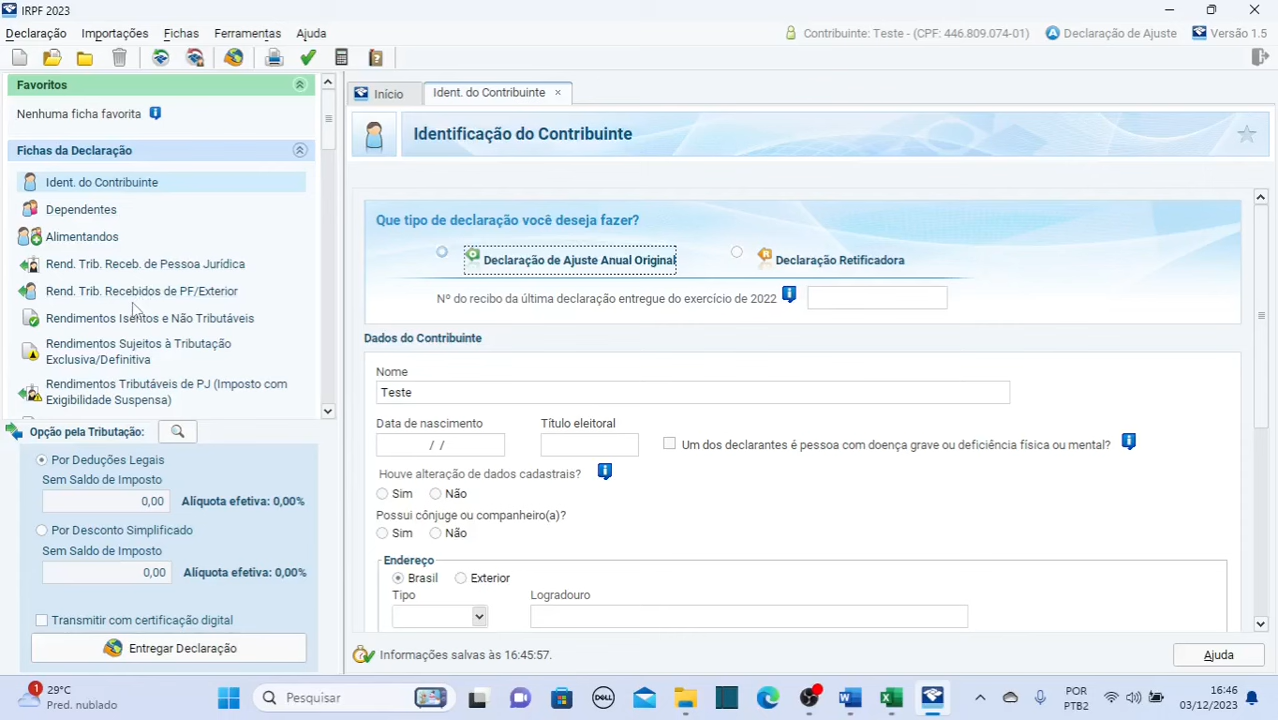 IRPF 2023
Declaração Importações Fichas Ferramentas Ajuda
Contribuinte: Teste - (CPF: 446.809.074-01) Declaração de Ajuste Versão 1.5
Favoritos
Nenhuma ficha favorita
Fichas da Declaração
Ident. do Contribuinte
Dependentes
Alimentandos
Rend. Trib. Receb. de Pessoa Jurídica
Rend. Trib. Recebidos de PF/Exterior
Rendimentos Isentos e Não Tributáveis
Rendimentos Sujeitos à Tributação
Exclusiva/Definitiva
Rendimentos Tributáveis de PJ (Imposto com
Exigibilidade Suspensa)
Opção pela Tributação:
Por Deduções Legais
Sem Saldo de Imposto
0,00 Alíquota efetiva: 0,00%
Por Desconto Simplificado
Sem Saldo de Imposto
0,00 Alíquota efetiva: 0,00%
Transmitir com certificação digital
Entregar Declaração
Início Ident. do Contribuinte ×
Identificação do Contribuinte
Que tipo de declaração você deseja fazer?
Declaração de Ajuste Anual Original Declaração Retificadora
Nº do recibo da última declaração entregue do exercício de 2022
Dados do Contribuinte
Nome
Teste
Data de nascimento Título eleitoral
/ / Um dos declarantes é pessoa com doença grave ou deficiência física ou mental?
Houve alteração de dados cadastrais?
Sim Não
Possui cônjuge ou companheiro(a)?
Sim Não
Endereço
Brasil Exterior
Tipo Logradouro
Informações salvas às 16:45:57.
Ajuda
29°C
Pred. nublado
1
Pesquisar
DELL
POR
PTB2
16:46
03/12/2023